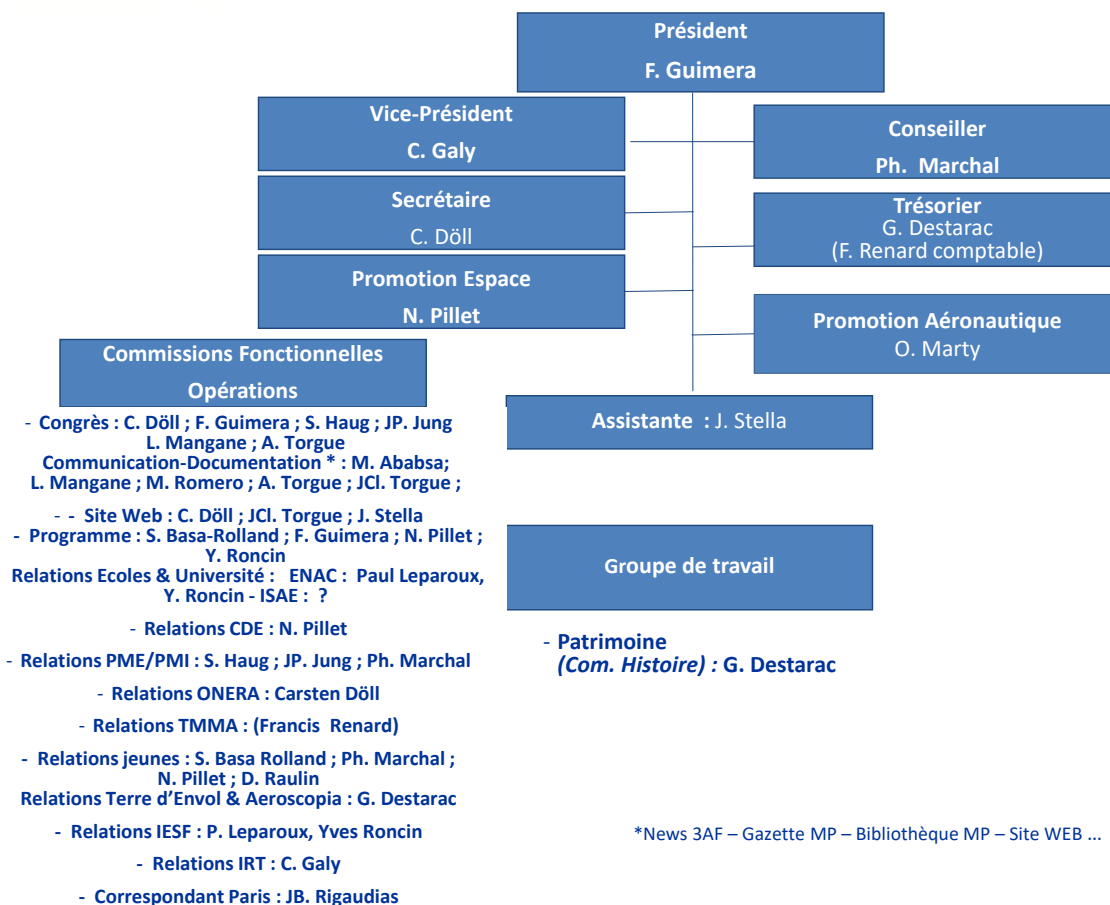 Président
F. Guimera
Vice-Président
C. Galy
Conseiller
Ph. Marchal
Secrétaire
C. Döll
Trésorier
G. Destarac
(F. Renard comptable)
Promotion Espace
N. Pillet
Promotion Aéronautique
O. Marty
Commissions Fonctionnelles
Opérations
- Congrès : C. Döll ; F. Guimera ; S. Haug ; JP. Jung
L. Mangane ; A. Torgue
Communication-Documentation * : M. Ababsa;
L. Mangane ; M. Romero ; A. Torgue ; JCl. Torgue ;
- - Site Web : C. Döll ; JCl. Torgue ; J. Stella
- Programme : S. Basa-Rolland ; F. Guimera ; N. Pillet ;
Y. Roncin
Relations Ecoles & Université : ENAC : Paul Leparoux,
Y. Roncin - ISAE : ?
- Relations CDE : N. Pillet
- Relations PME/PMI : S. Haug ; JP. Jung ; Ph. Marchal
- Relations ONERA : Carsten Döll
- Relations TMMA : (Francis Renard)
- Relations jeunes : S. Basa Rolland ; Ph. Marchal ;
N. Pillet ; D. Raulin
Relations Terre d’Envol & Aeroscopia : G. Destarac
- Relations IESF : P. Leparoux, Yves Roncin
- Relations IRT : C. Galy
- Correspondant Paris : JB. Rigaudias
Assistante : J. Stella
Groupe de travail
- Patrimoine
(Com. Histoire) : G. Destarac
*News 3AF – Gazette MP – Bibliothèque MP – Site WEB ...